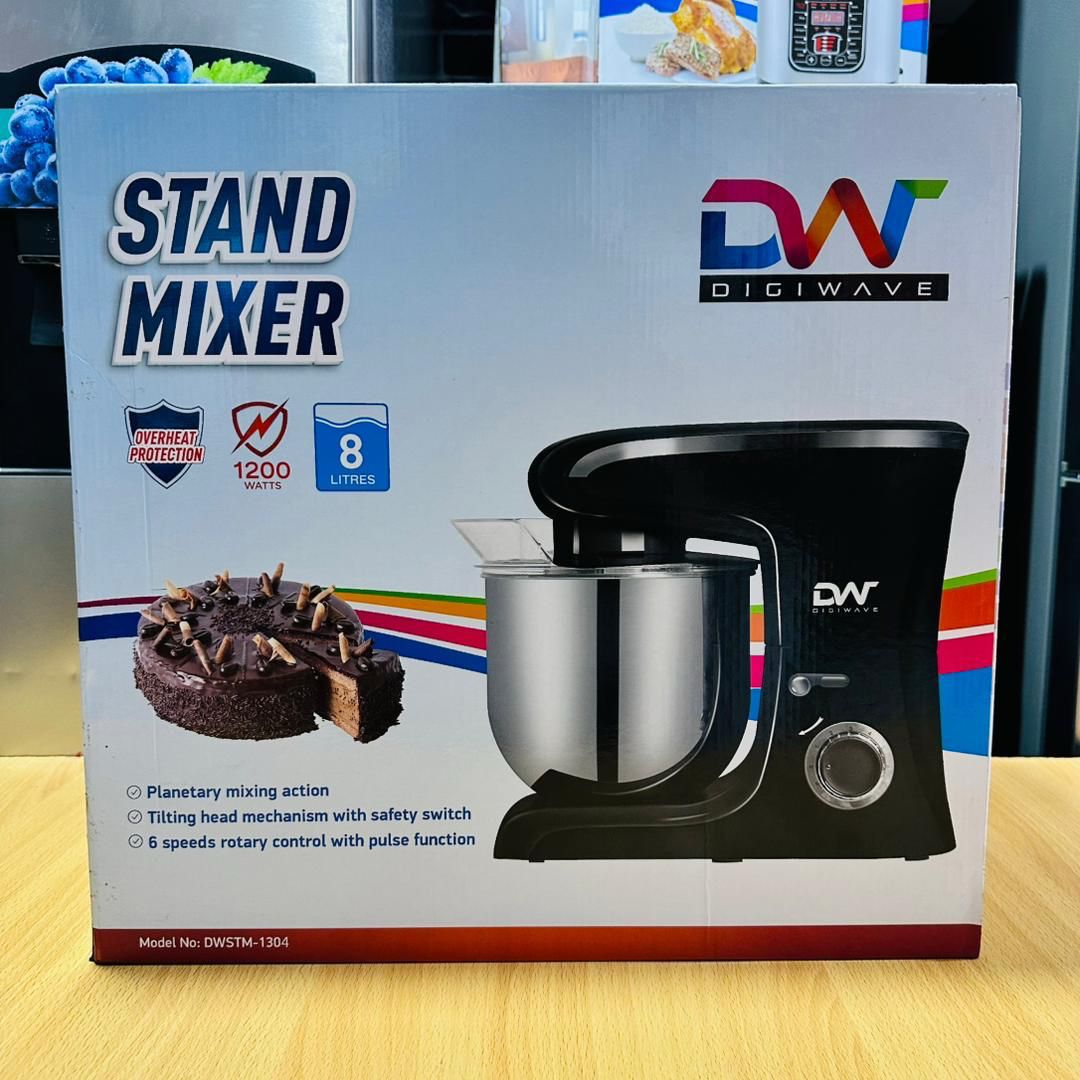 STAND
MIXER
DW
DIGIWAVE
OVERHEAT
PROTECTION
1200
WATTS
8
LITRES
DW
DIGIWAVE
Planetary mixing action
Tilting head mechanism with safety switch
6 speeds rotary control with pulse function
Model No: DWSTM-1304